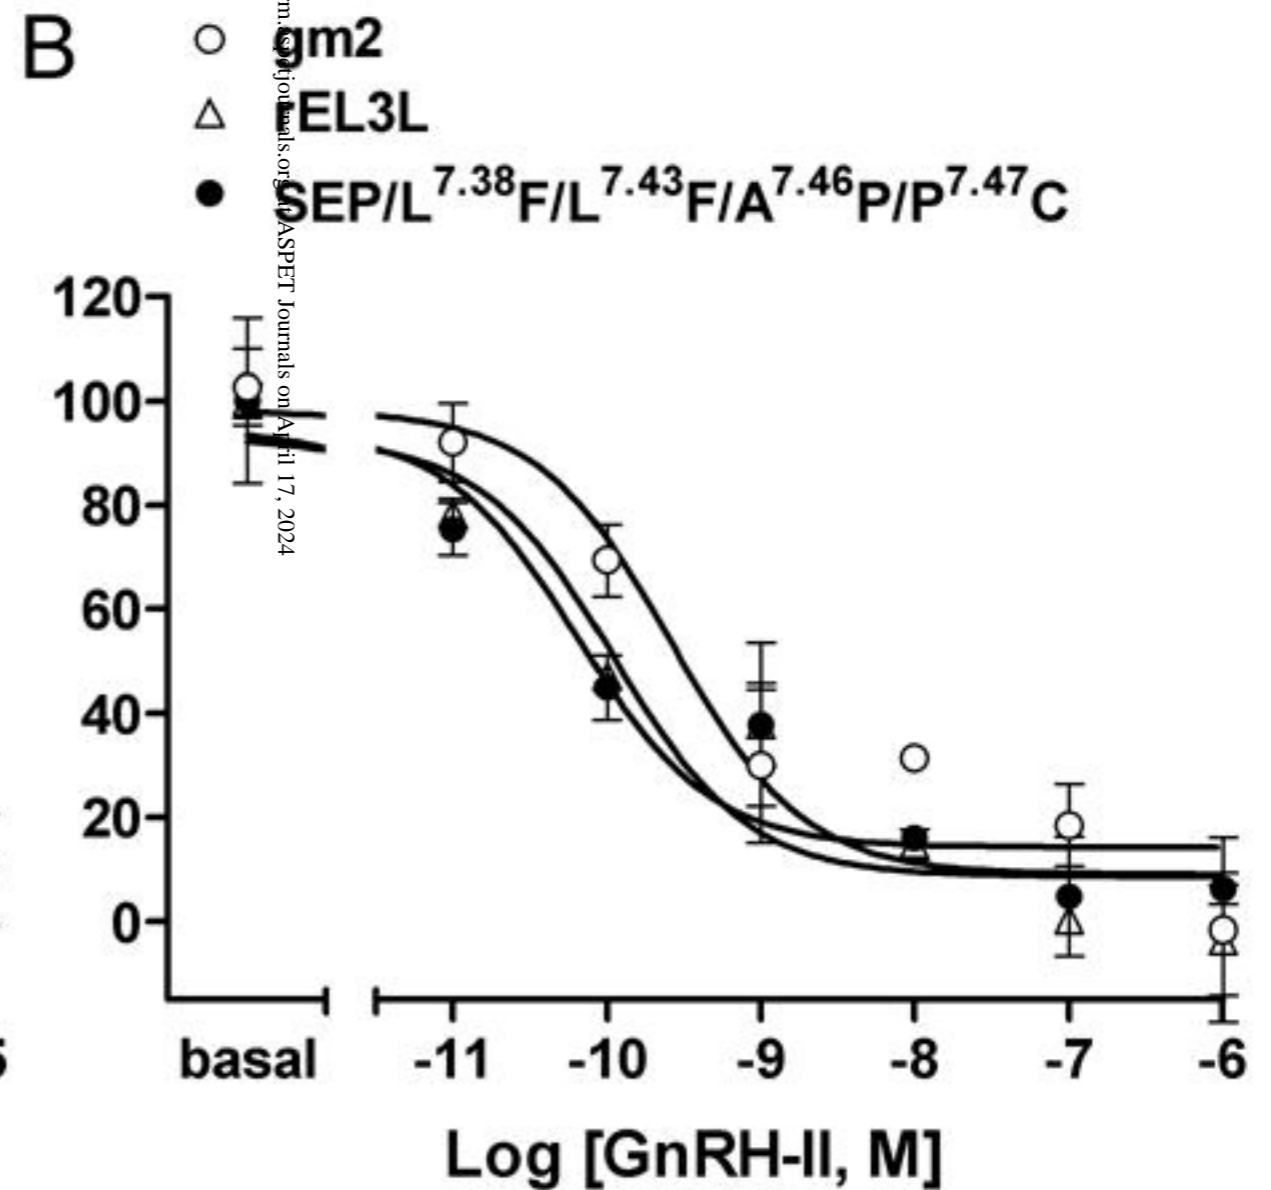 B
gm2
rEL3L
SEP/L7.38F/L7.43F/A7.46P/P7.47C
120
100
80
60
40
20
0
basal -11 -10 -9 -8 -7 -6
Log [GnRH-II, M]
ASPET Journals on April 17, 2024